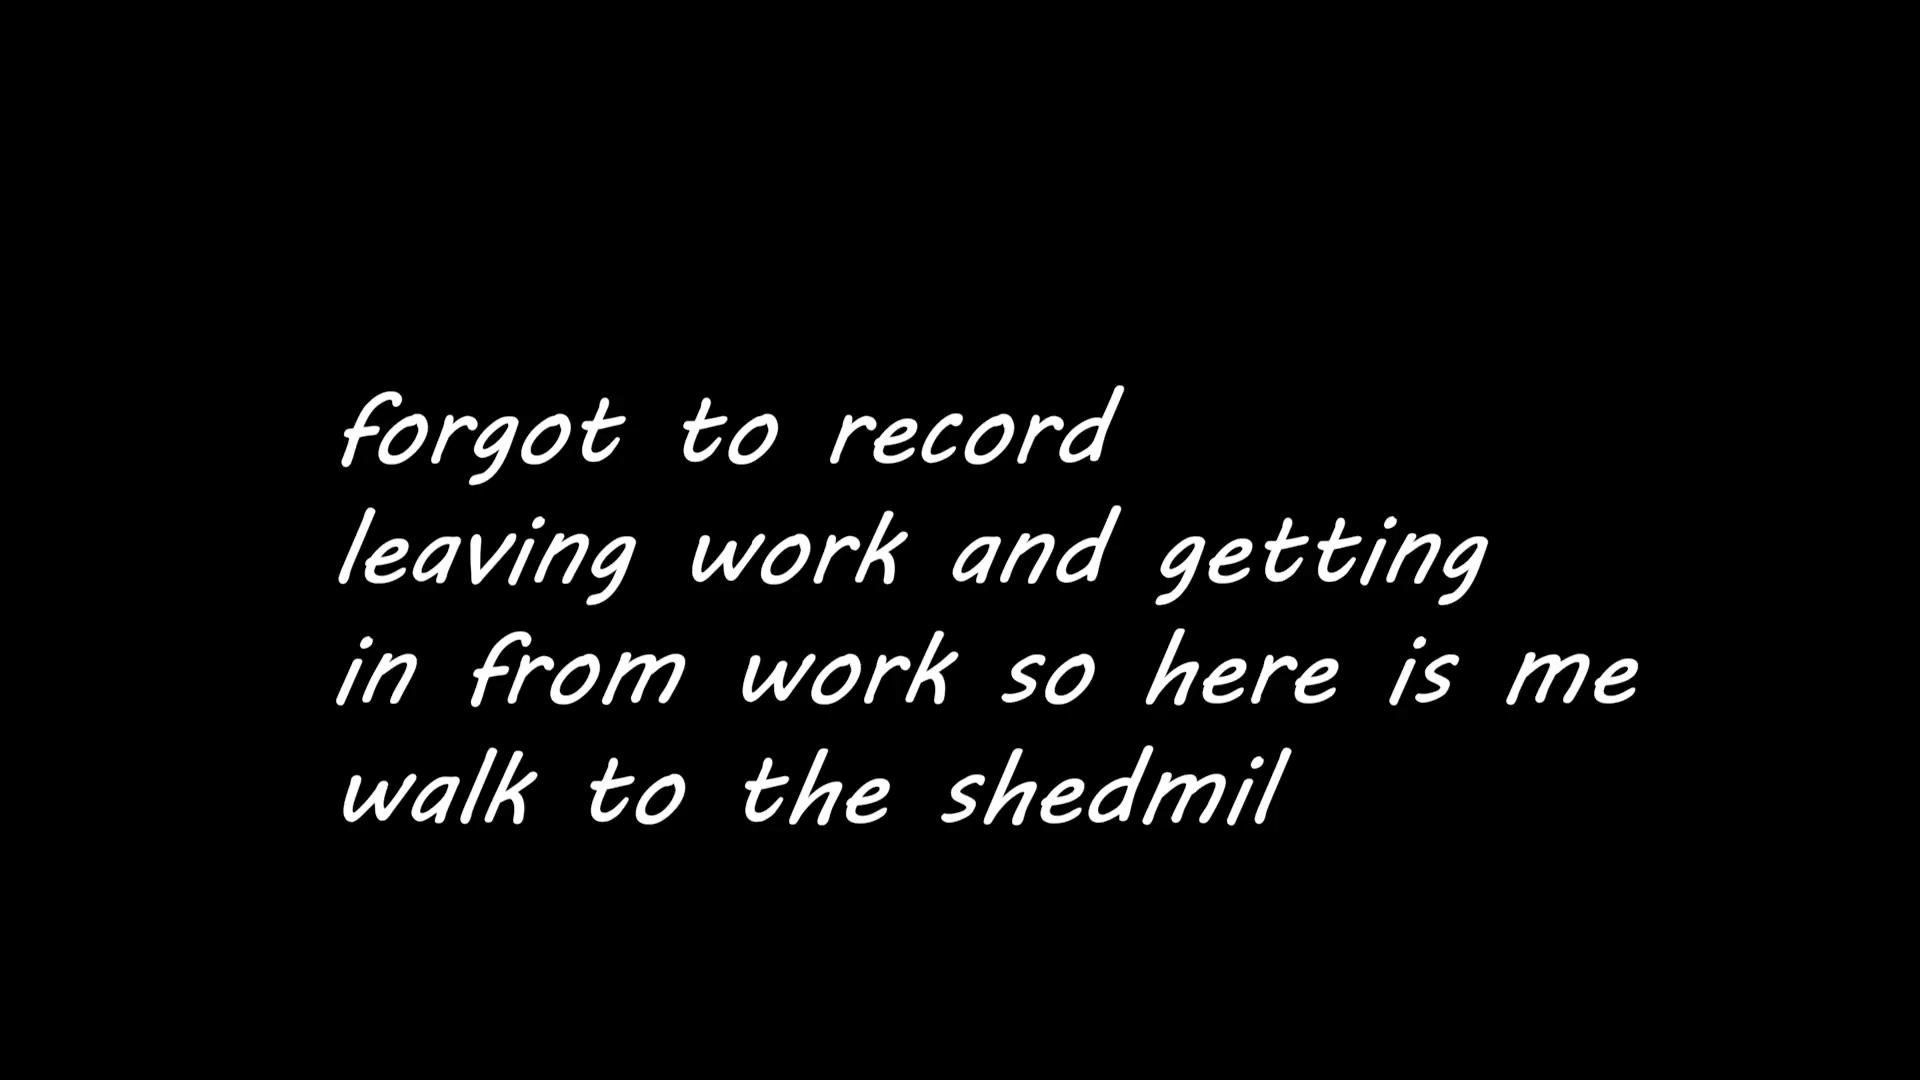 forgot to record
leaving work and getting
in from work so here is me
walk to the shedmil